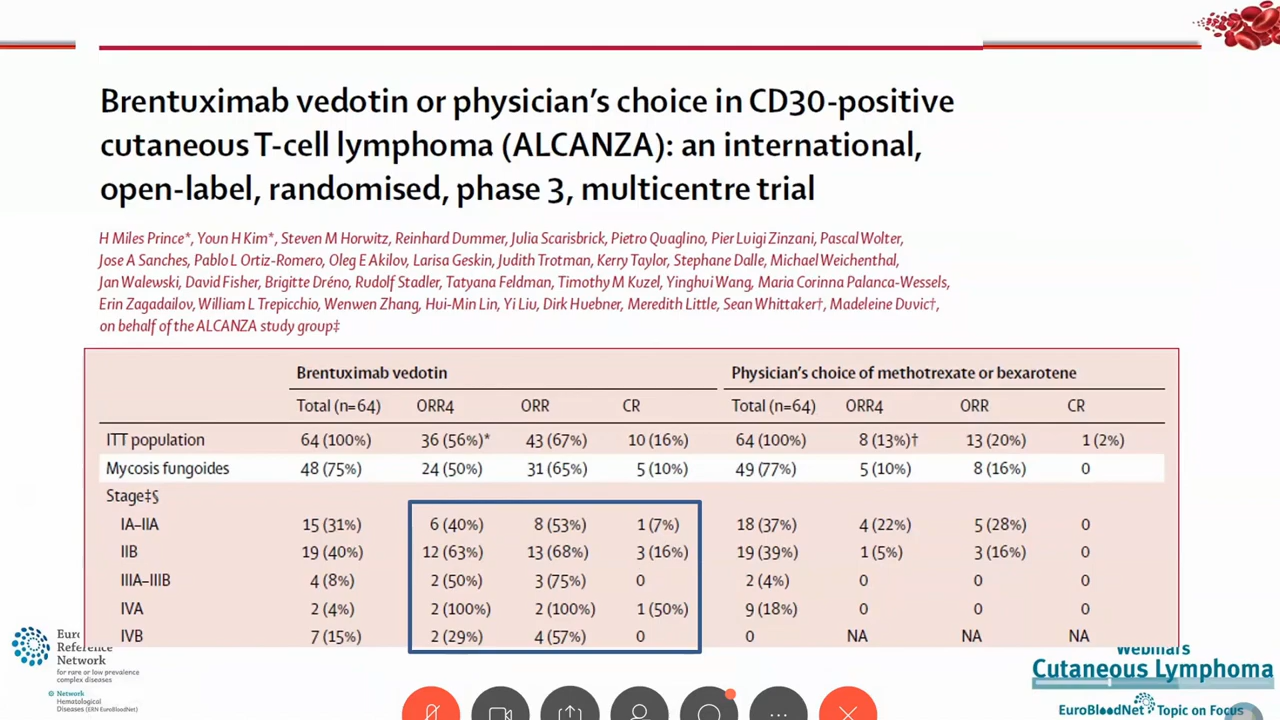 Brentuximab vedotin or physician's choice in CD30-positive
cutaneous T-cell lymphoma (ALCANZA): an international,
open-label, randomised, phase 3, multicentre trial
H Miles Prince*, Youn H Kim*, Steven M Horwitz, Reinhard Dummer, Julia Scarisbrick, Pietro Quaglino, Pier Luigi Zinzani, Pascal Wolter,
Jose A Sanches, Pablo L Ortiz-Romero, Oleg E Akilov, Larisa Geskin, Judith Trotman, Kerry Taylor, Stephane Dalle, Michael Weichenthal,
Jan Walewski, David Fisher, Brigitte Dréno, Rudolf Stadler, Tatyana Feldman, Timothy M Kuzel, Yinghui Wang, Maria Corinna Palanca-Wessels,
Erin Zagadailov, William L Trepicchio, Wenwen Zhang, Hui-Min Lin, Yi Liu, Dirk Huebner, Meredith Little, Sean Whittaker†, Madeleine Duvic†,
on behalf of the ALCANZA study group‡
Brentuximab vedotin Physician's choice of methotrexate or bexarotene
Total (n=64) ORR4 ORR CR Total (n=64) ORR4 ORR CR
ITT population 64 (100%) 36 (56%)* 43 (67%) 10 (16%) 64 (100%) 8 (13%)† 13 (20%) 1 (2%)
Mycosis fungoides 48 (75%) 24 (50%) 31 (65%) 5 (10%) 49 (77%) 5 (10%) 8 (16%) 0
Stage‡§
IA–IIA 15 (31%) 6 (40%) 8 (53%) 1 (7%) 18 (37%) 4 (22%) 5 (28%) 0
IIB 19 (40%) 12 (63%) 13 (68%) 3 (16%) 19 (39%) 1 (5%) 3 (16%) 0
IIIA–IIIB 4 (8%) 2 (50%) 3 (75%) 0 2 (4%) 0 0 0
IVA 2 (4%) 2 (100%) 2 (100%) 1 (50%) 9 (18%) 0 0 0
IVB 7 (15%) 2 (29%) 4 (57%) 0 0 NA NA NA
Reference
Network
for rare or low prevalence
complex diseases
Network
Hematological
Diseases (ERN EuroBloodNet)
Webinars
Cutaneous Lymphoma
EuroBloodNet Topic on Focus